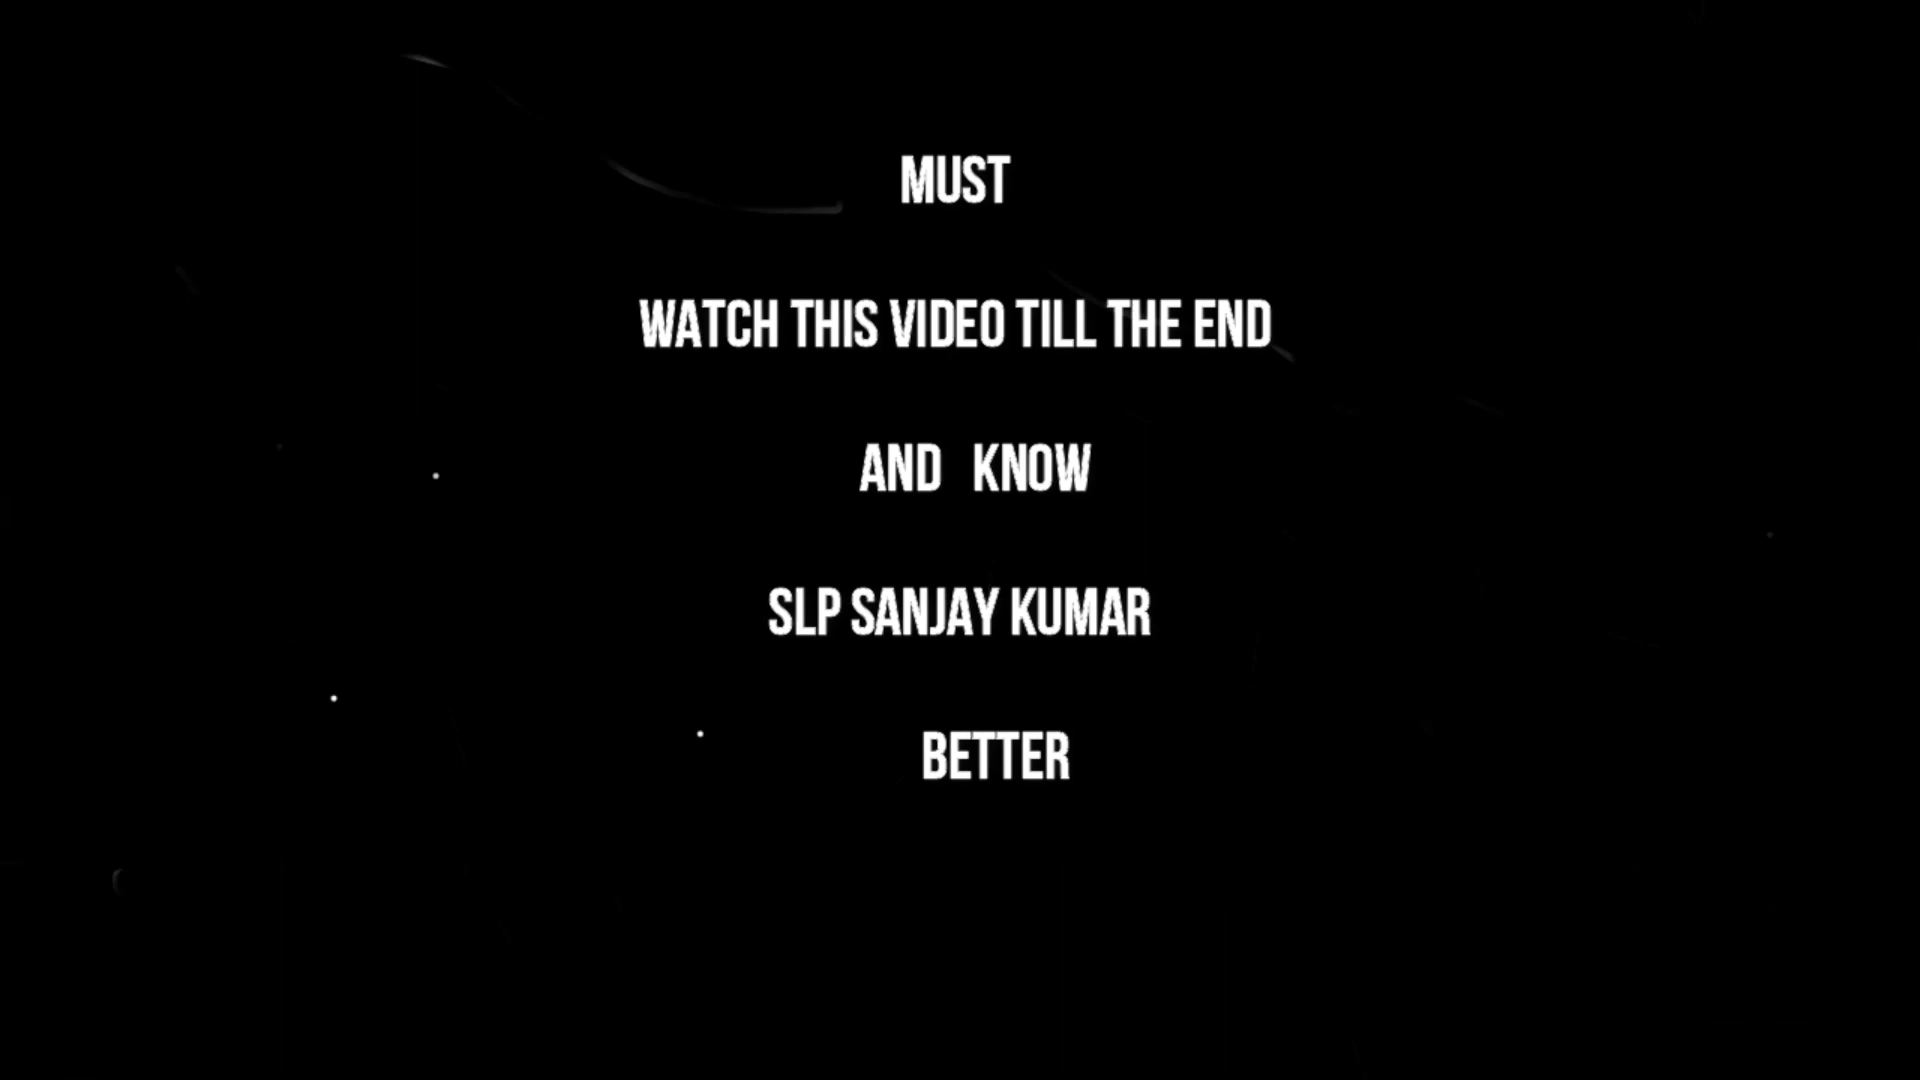 MUST
WATCH THIS VIDEO TILL THE END
AND KNOW
SLP SANJAY KUMAR
BETTER